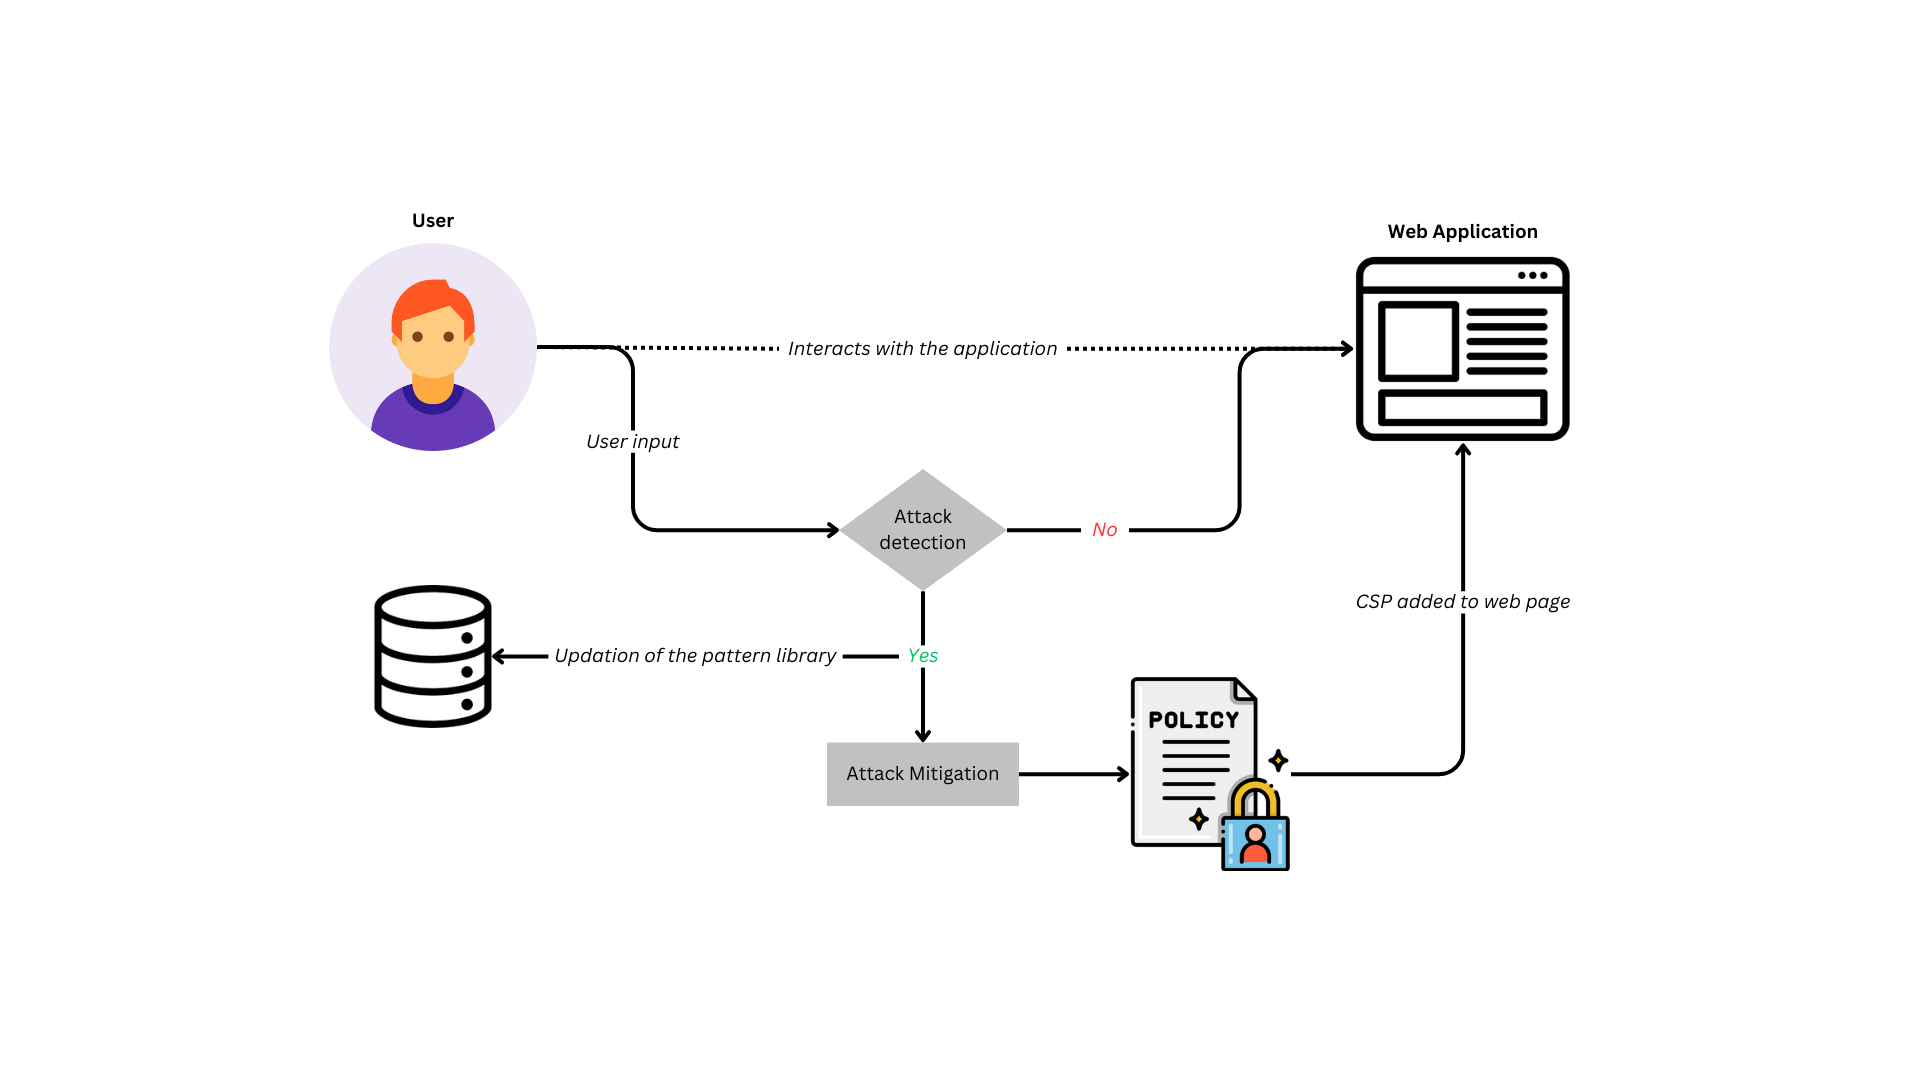 User
Web Application
Interacts with the application
User input
Attack
detection
No
CSP added to web page
Updation of the pattern library
Yes
POLICY
Attack Mitigation